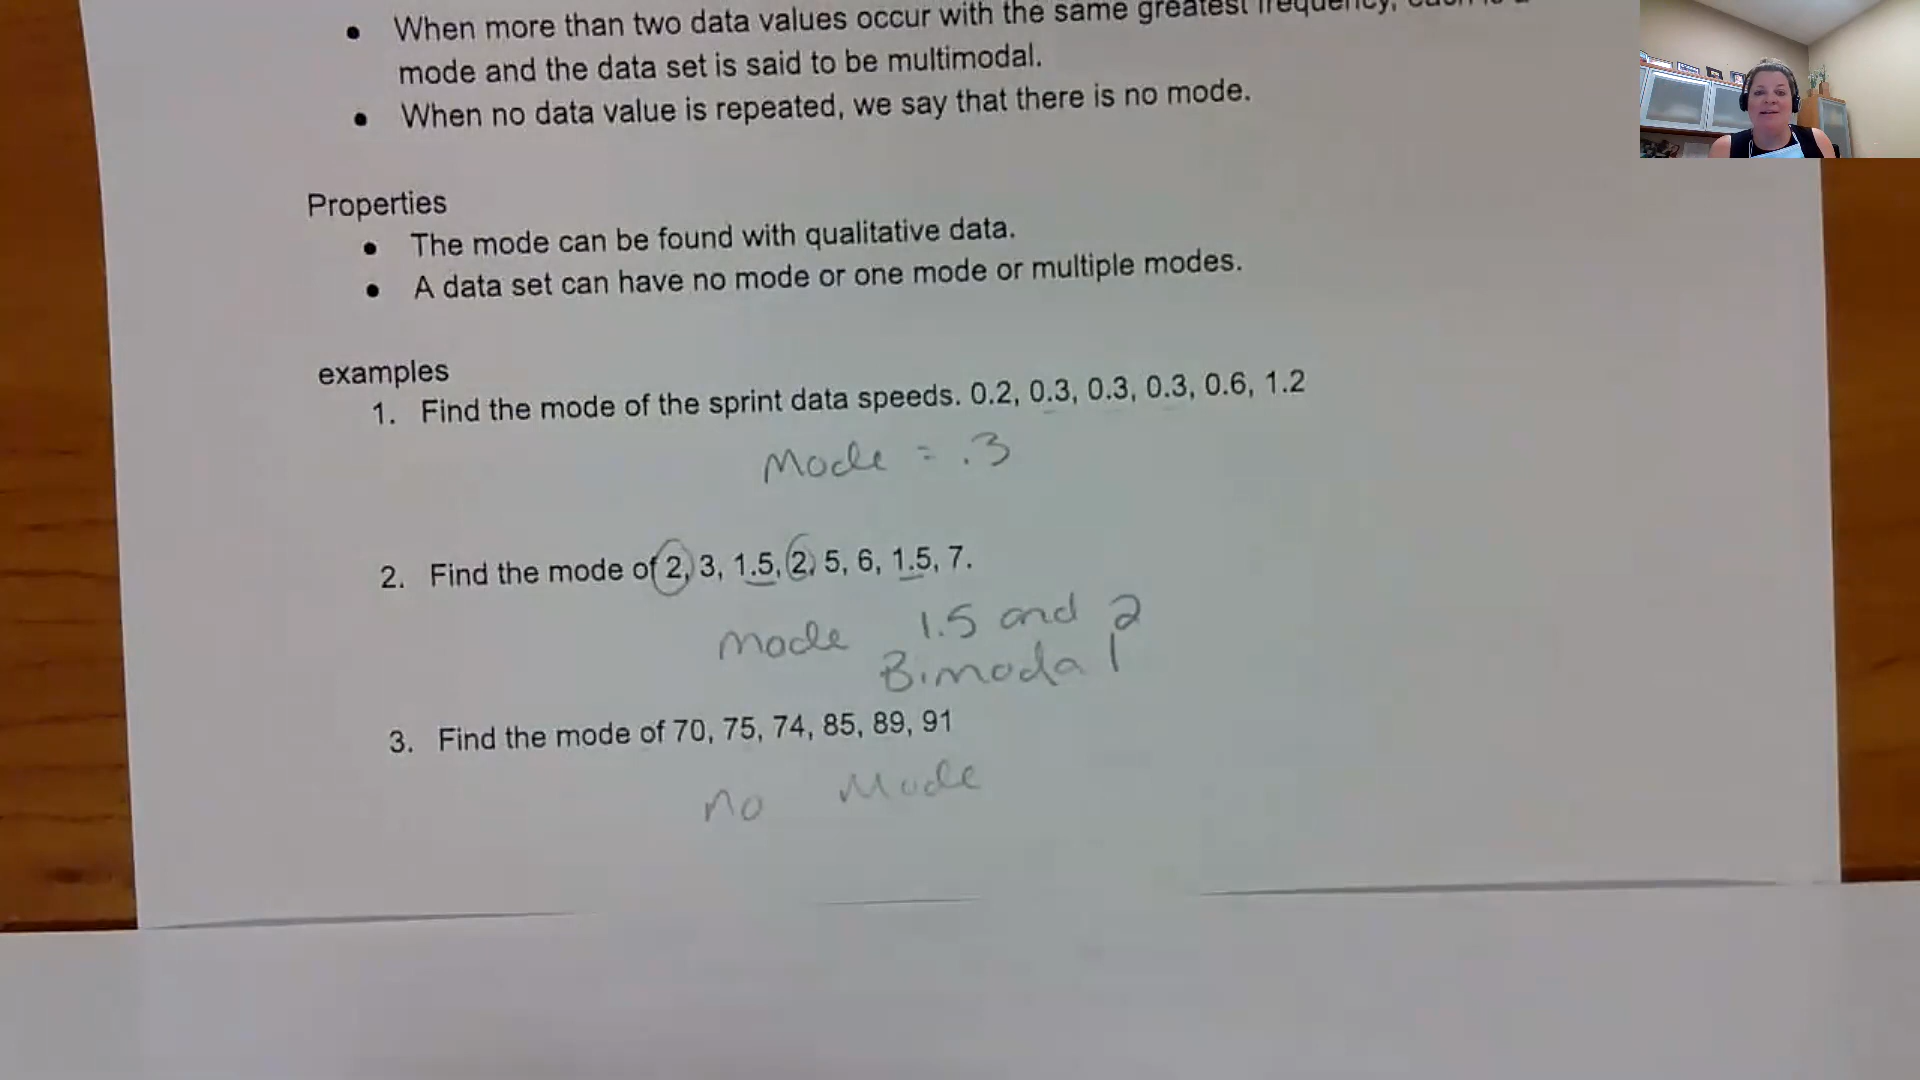 • When more than two data values occur with the same greatest frequency, each is a
mode and the data set is said to be multimodal.
• When no data value is repeated, we say that there is no mode.
Properties
• The mode can be found with qualitative data.
• A data set can have no mode or one mode or multiple modes.
examples
1. Find the mode of the sprint data speeds. 0.2, 0.3, 0.3, 0.3, 0.6, 1.2
Mode = .3
2. Find the mode of 2, 3, 1.5, 2, 5, 6, 1.5, 7.
mode 1.5 and 2
Bimodal
3. Find the mode of 70, 75, 74, 85, 89, 91
no Mode